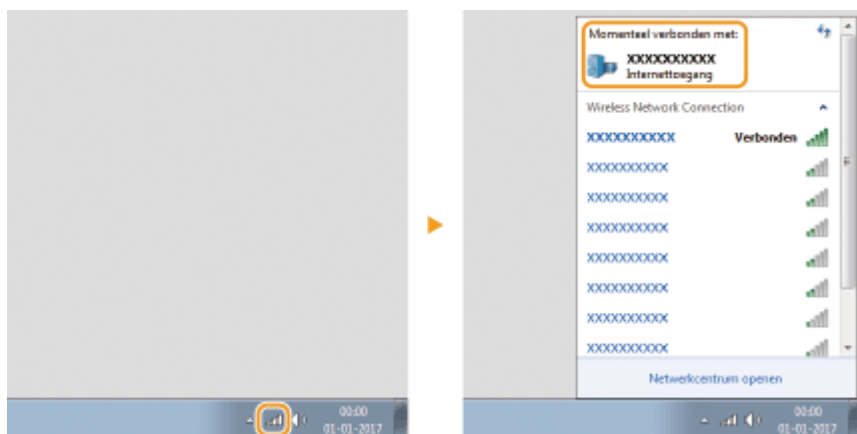 00:00
01-01-2017
Momenteel verbonden met:
XXXXXXXXXX
Internettoegang
Wireless Network Connection
XXXXXXXXXX Verbonden
XXXXXXXXXX
XXXXXXXXXX
XXXXXXXXXX
XXXXXXXXXX
XXXXXXXXXX
XXXXXXXXXX
XXXXXXXXXX
Netwerkcentrum openen
00:00
01-01-2017